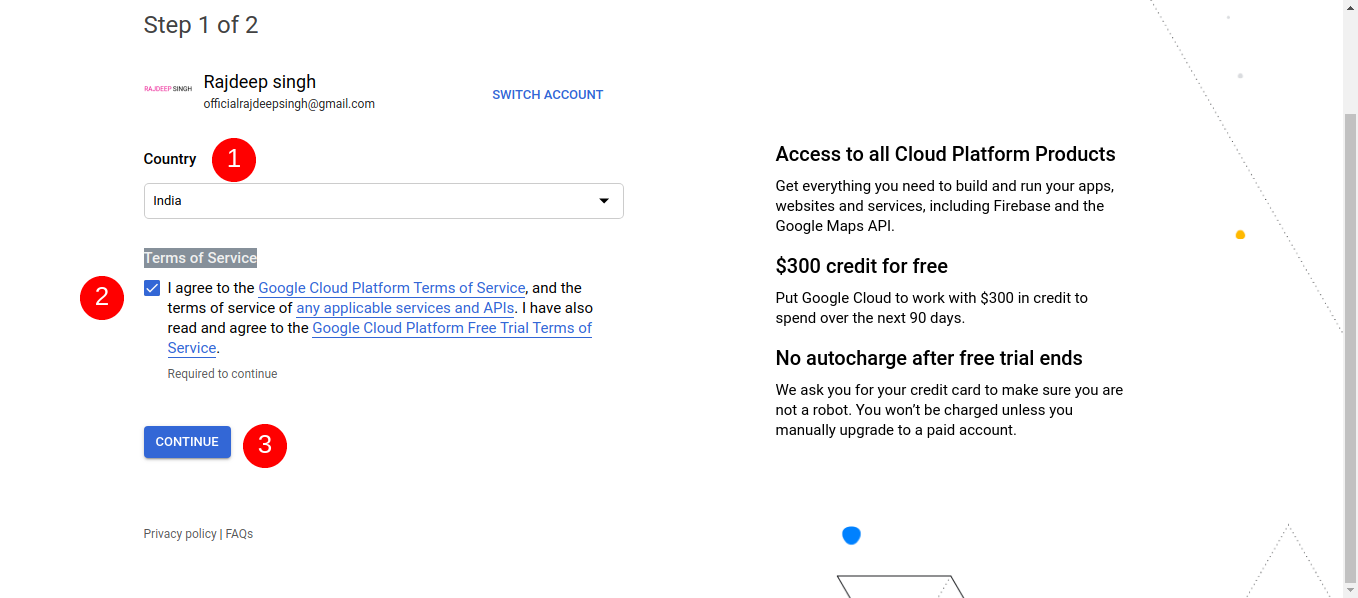 Step 1 of 2
RAJDEEP SINGH
Rajdeep singh
officialrajdeepsingh@gmail.com
SWITCH ACCOUNT
Country
1
India
Terms of Service
2
I agree to the Google Cloud Platform Terms of Service, and the
terms of service of any applicable services and APIs. I have also
read and agree to the Google Cloud Platform Free Trial Terms of
Service.
Required to continue
CONTINUE
3
Privacy policy | FAQs
Access to all Cloud Platform Products
Get everything you need to build and run your apps,
websites and services, including Firebase and the
Google Maps API.
$300 credit for free
Put Google Cloud to work with $300 in credit to
spend over the next 90 days.
No autocharge after free trial ends
We ask you for your credit card to make sure you are
not a robot. You won’t be charged unless you
manually upgrade to a paid account.